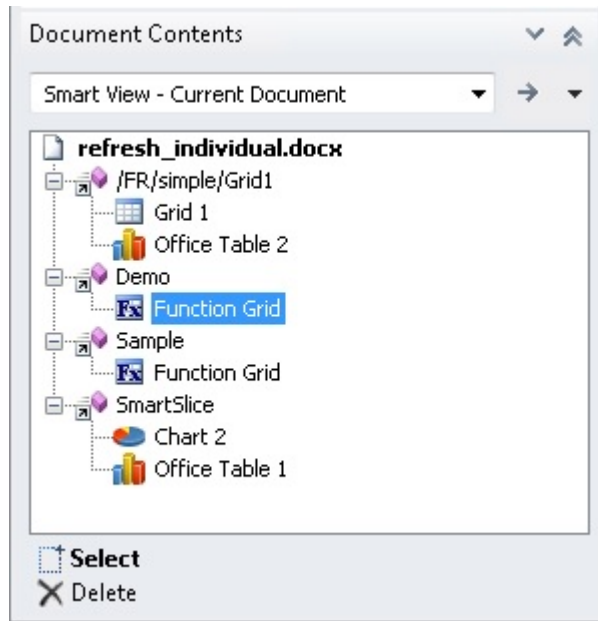 Document Contents
Smart View - Current Document
refresh_individual.docx
/FR/simple/Grid1
Grid 1
Office Table 2
Demo
Fx Function Grid
Sample
Fx Function Grid
SmartSlice
Chart 2
Office Table 1
Select
Delete